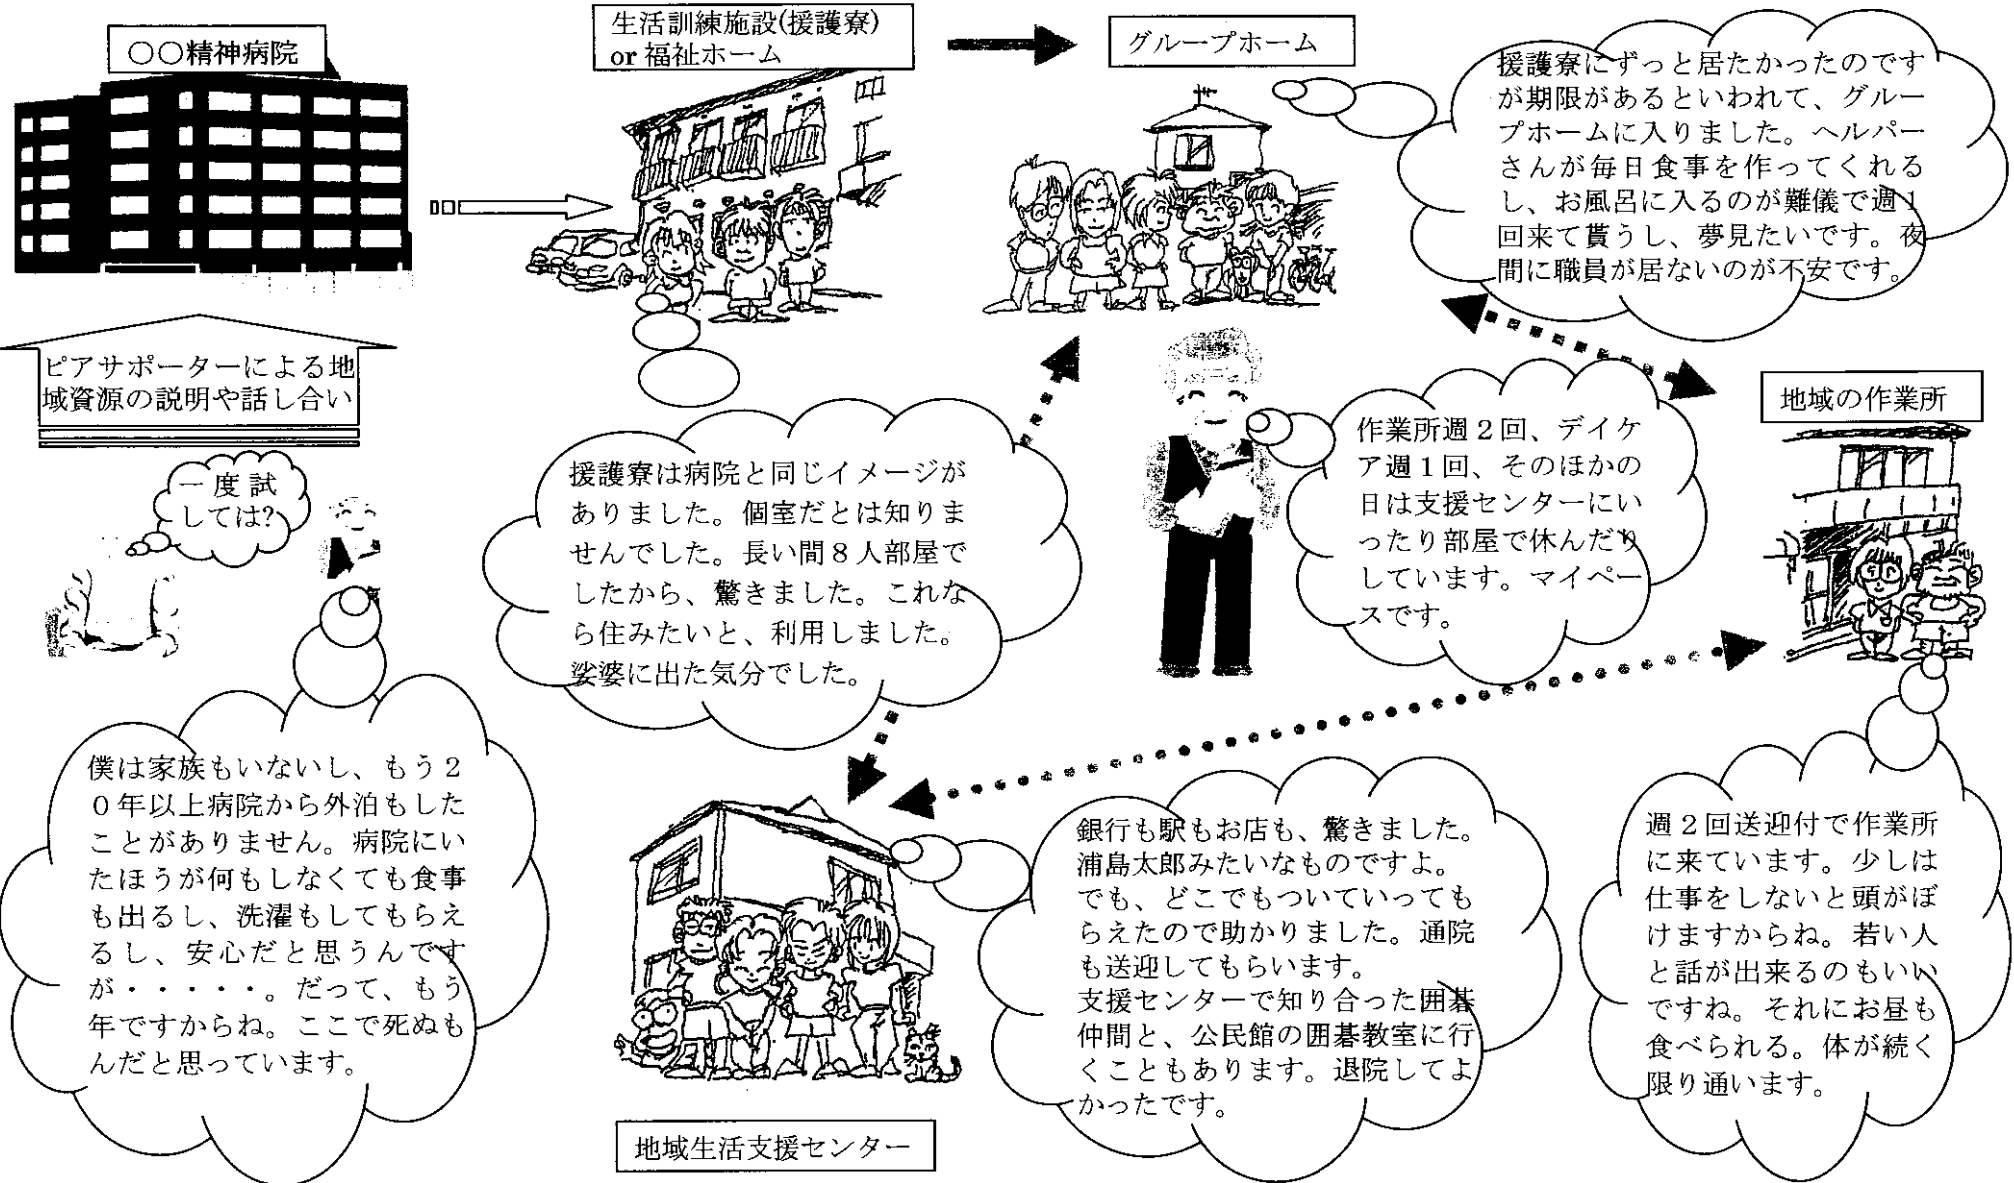 〇〇精神病院
生活訓練施設(援護寮)
or 福祉ホーム
グループホーム
援護寮にずっと居たかったのです
が期限があるといわれて、グルー
プホームに入りました。ヘルパー
さんが毎日食事を作ってくれる
し、お風呂に入るのが難儀で週1
回来て貰うし、夢見たいです。夜
間に職員が居ないのが不安です。
ピアサポーターによる地
域資源の説明や話し合い
一度試
しては?
援護寮は病院と同じイメージが
ありました。個室だとは知りま
せんでした。長い間８人部屋で
したから、驚きました。これな
ら住みたいと、利用しました。
娑婆に出た気分でした。
作業所週２回、デイケ
ア週１回、そのほかの
日は支援センターにい
ったり部屋で休んだり
しています。マイペー
スです。
地域の作業所
僕は家族もいないし、もう２
０年以上病院から外泊もした
ことがありません。病院にい
たほうが何もしなくても食事
も出るし、洗濯もしてもらえ
るし、安心だと思うんです
が・・・・・。だって、もう
年ですからね。ここで死ぬも
んだと思っています。
銀行も駅もお店も、驚きました。
浦島太郎みたいなものですよ。
でも、どこでもついていっても
らえたので助かりました。通院
も送迎してもらいます。
支援センターで知り合った囲碁
仲間と、公民館の囲碁教室に行
くこともあります。退院してよ
かったです。
週２回送迎付で作業所
に来ています。少しは
仕事をしないと頭がぼ
けますからね。若い人
と話が出来るのもいい
ですね。それにお昼も
食べられる。体が続く
限り通います。
地域生活支援センター